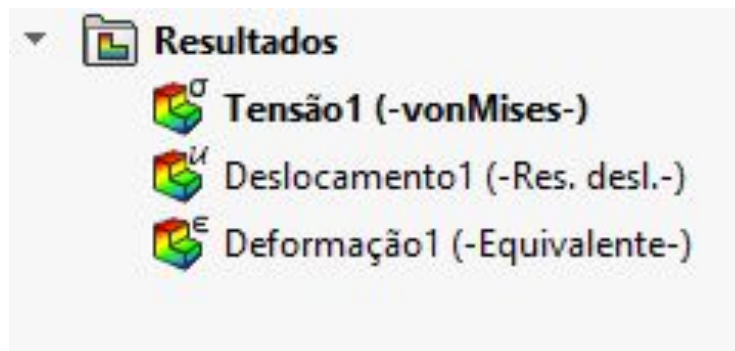 Resultados
σ Tensão1 (-vonMises-)
u Deslocamento1 (-Res. desl.-)
ε Deformação1 (-Equivalente-)